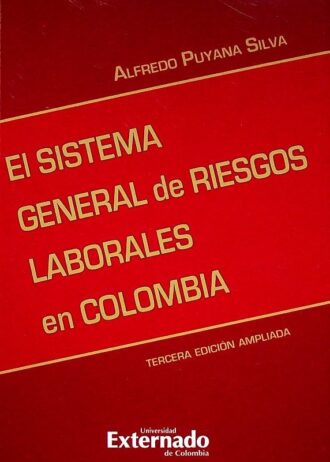 ALFREDO PUYANA SILVA
El SISTEMA
GENERAL de RIESGOS
LABORALES
en COLOMBIA
TERCERA EDICIÓN AMPLIADA
Universidad
Externado
de Colombia